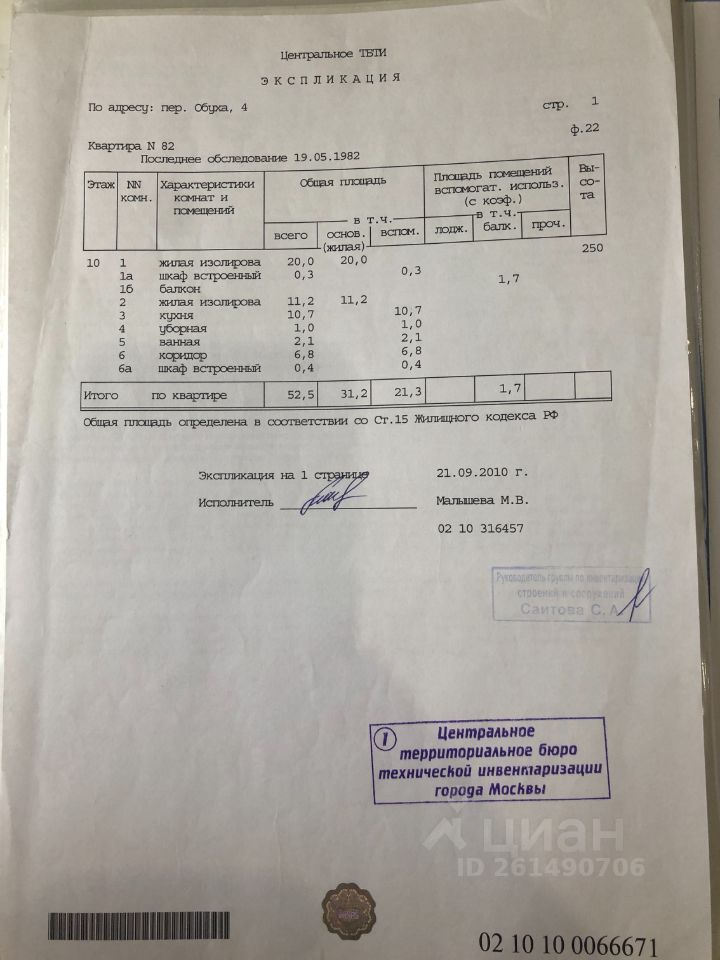 Центральное ТБТИ
ЭКСПЛИКАЦИЯ
По адресу: пер. Обуха, 4 стр. 1
ф.22
Квартира N 82
Последнее обследование 19.05.1982
Этаж NN комн. Характеристики комнат и помещений Общая площадь Площадь помещений вспомогат. использ. (с коэф.) Вы-со-та
в т.ч. в т.ч.
всего основ. (жилая) вспом. лодж. балк. проч.
250
10 1 жилая изолирова 20,0 20,0
1а шкаф встроенный 0,3 0,3
1б балкон 1,7
2 жилая изолирова 11,2 11,2
3 кухня 10,7 10,7
4 уборная 1,0 1,0
5 ванная 2,1 2,1
6 коридор 6,8 6,8
6а шкаф встроенный 0,4 0,4
Итого по квартире 52,5 31,2 21,3 1,7
Общая площадь определена в соответствии со Ст.15 Жилищного кодекса РФ
Экспликация на 1 странице 21.09.2010 г.
Исполнитель Малышева М.В.
02 10 316457
Руководитель группы по инвентаризации
строений и сооружений
Саитова С. А.
1 Центральное
территориальное бюро
технической инвентаризации
города Москвы
циан
ID 261490706
02 10 10 0066671